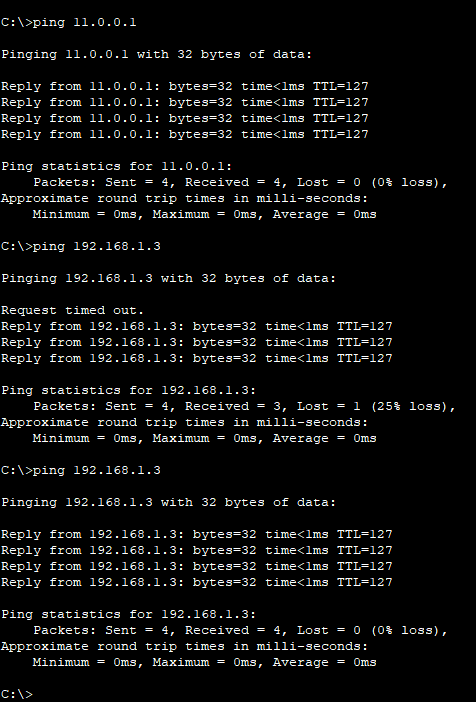 C:\>ping 11.0.0.1
Pinging 11.0.0.1 with 32 bytes of data:
Reply from 11.0.0.1: bytes=32 time<1ms TTL=127
Reply from 11.0.0.1: bytes=32 time<1ms TTL=127
Reply from 11.0.0.1: bytes=32 time<1ms TTL=127
Reply from 11.0.0.1: bytes=32 time<1ms TTL=127
Ping statistics for 11.0.0.1:
    Packets: Sent = 4, Received = 4, Lost = 0 (0% loss),
Approximate round trip times in milli-seconds:
    Minimum = 0ms, Maximum = 0ms, Average = 0ms
C:\>ping 192.168.1.3
Pinging 192.168.1.3 with 32 bytes of data:
Request timed out.
Reply from 192.168.1.3: bytes=32 time<1ms TTL=127
Reply from 192.168.1.3: bytes=32 time<1ms TTL=127
Reply from 192.168.1.3: bytes=32 time<1ms TTL=127
Ping statistics for 192.168.1.3:
    Packets: Sent = 4, Received = 3, Lost = 1 (25% loss),
Approximate round trip times in milli-seconds:
    Minimum = 0ms, Maximum = 0ms, Average = 0ms
C:\>ping 192.168.1.3
Pinging 192.168.1.3 with 32 bytes of data:
Reply from 192.168.1.3: bytes=32 time<1ms TTL=127
Reply from 192.168.1.3: bytes=32 time<1ms TTL=127
Reply from 192.168.1.3: bytes=32 time<1ms TTL=127
Reply from 192.168.1.3: bytes=32 time<1ms TTL=127
Ping statistics for 192.168.1.3:
    Packets: Sent = 4, Received = 4, Lost = 0 (0% loss),
Approximate round trip times in milli-seconds:
    Minimum = 0ms, Maximum = 0ms, Average = 0ms
C:\>